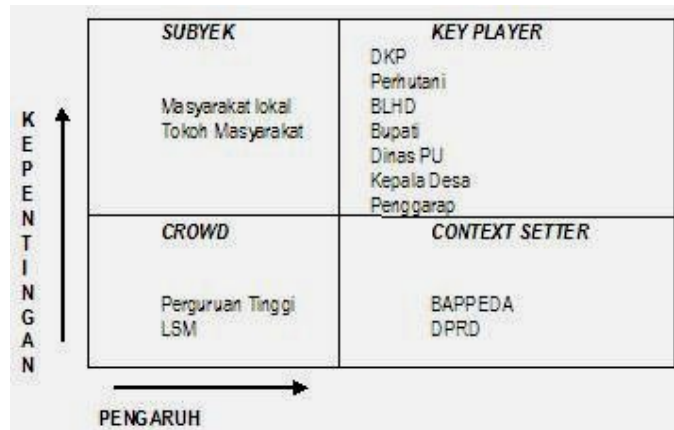 SUBYEK
Masyarakat lokal
Tokoh Masyarakat
KEY PLAYER
DKP
Perhutani
BLHD
Bupati
Dinas PU
Kepala Desa
Penggarap
CROWD
Perguruan Tinggi
LSM
CONTEXT SETTER
BAPPEDA
DPRD
KEPENTINGAN
PENGARUH